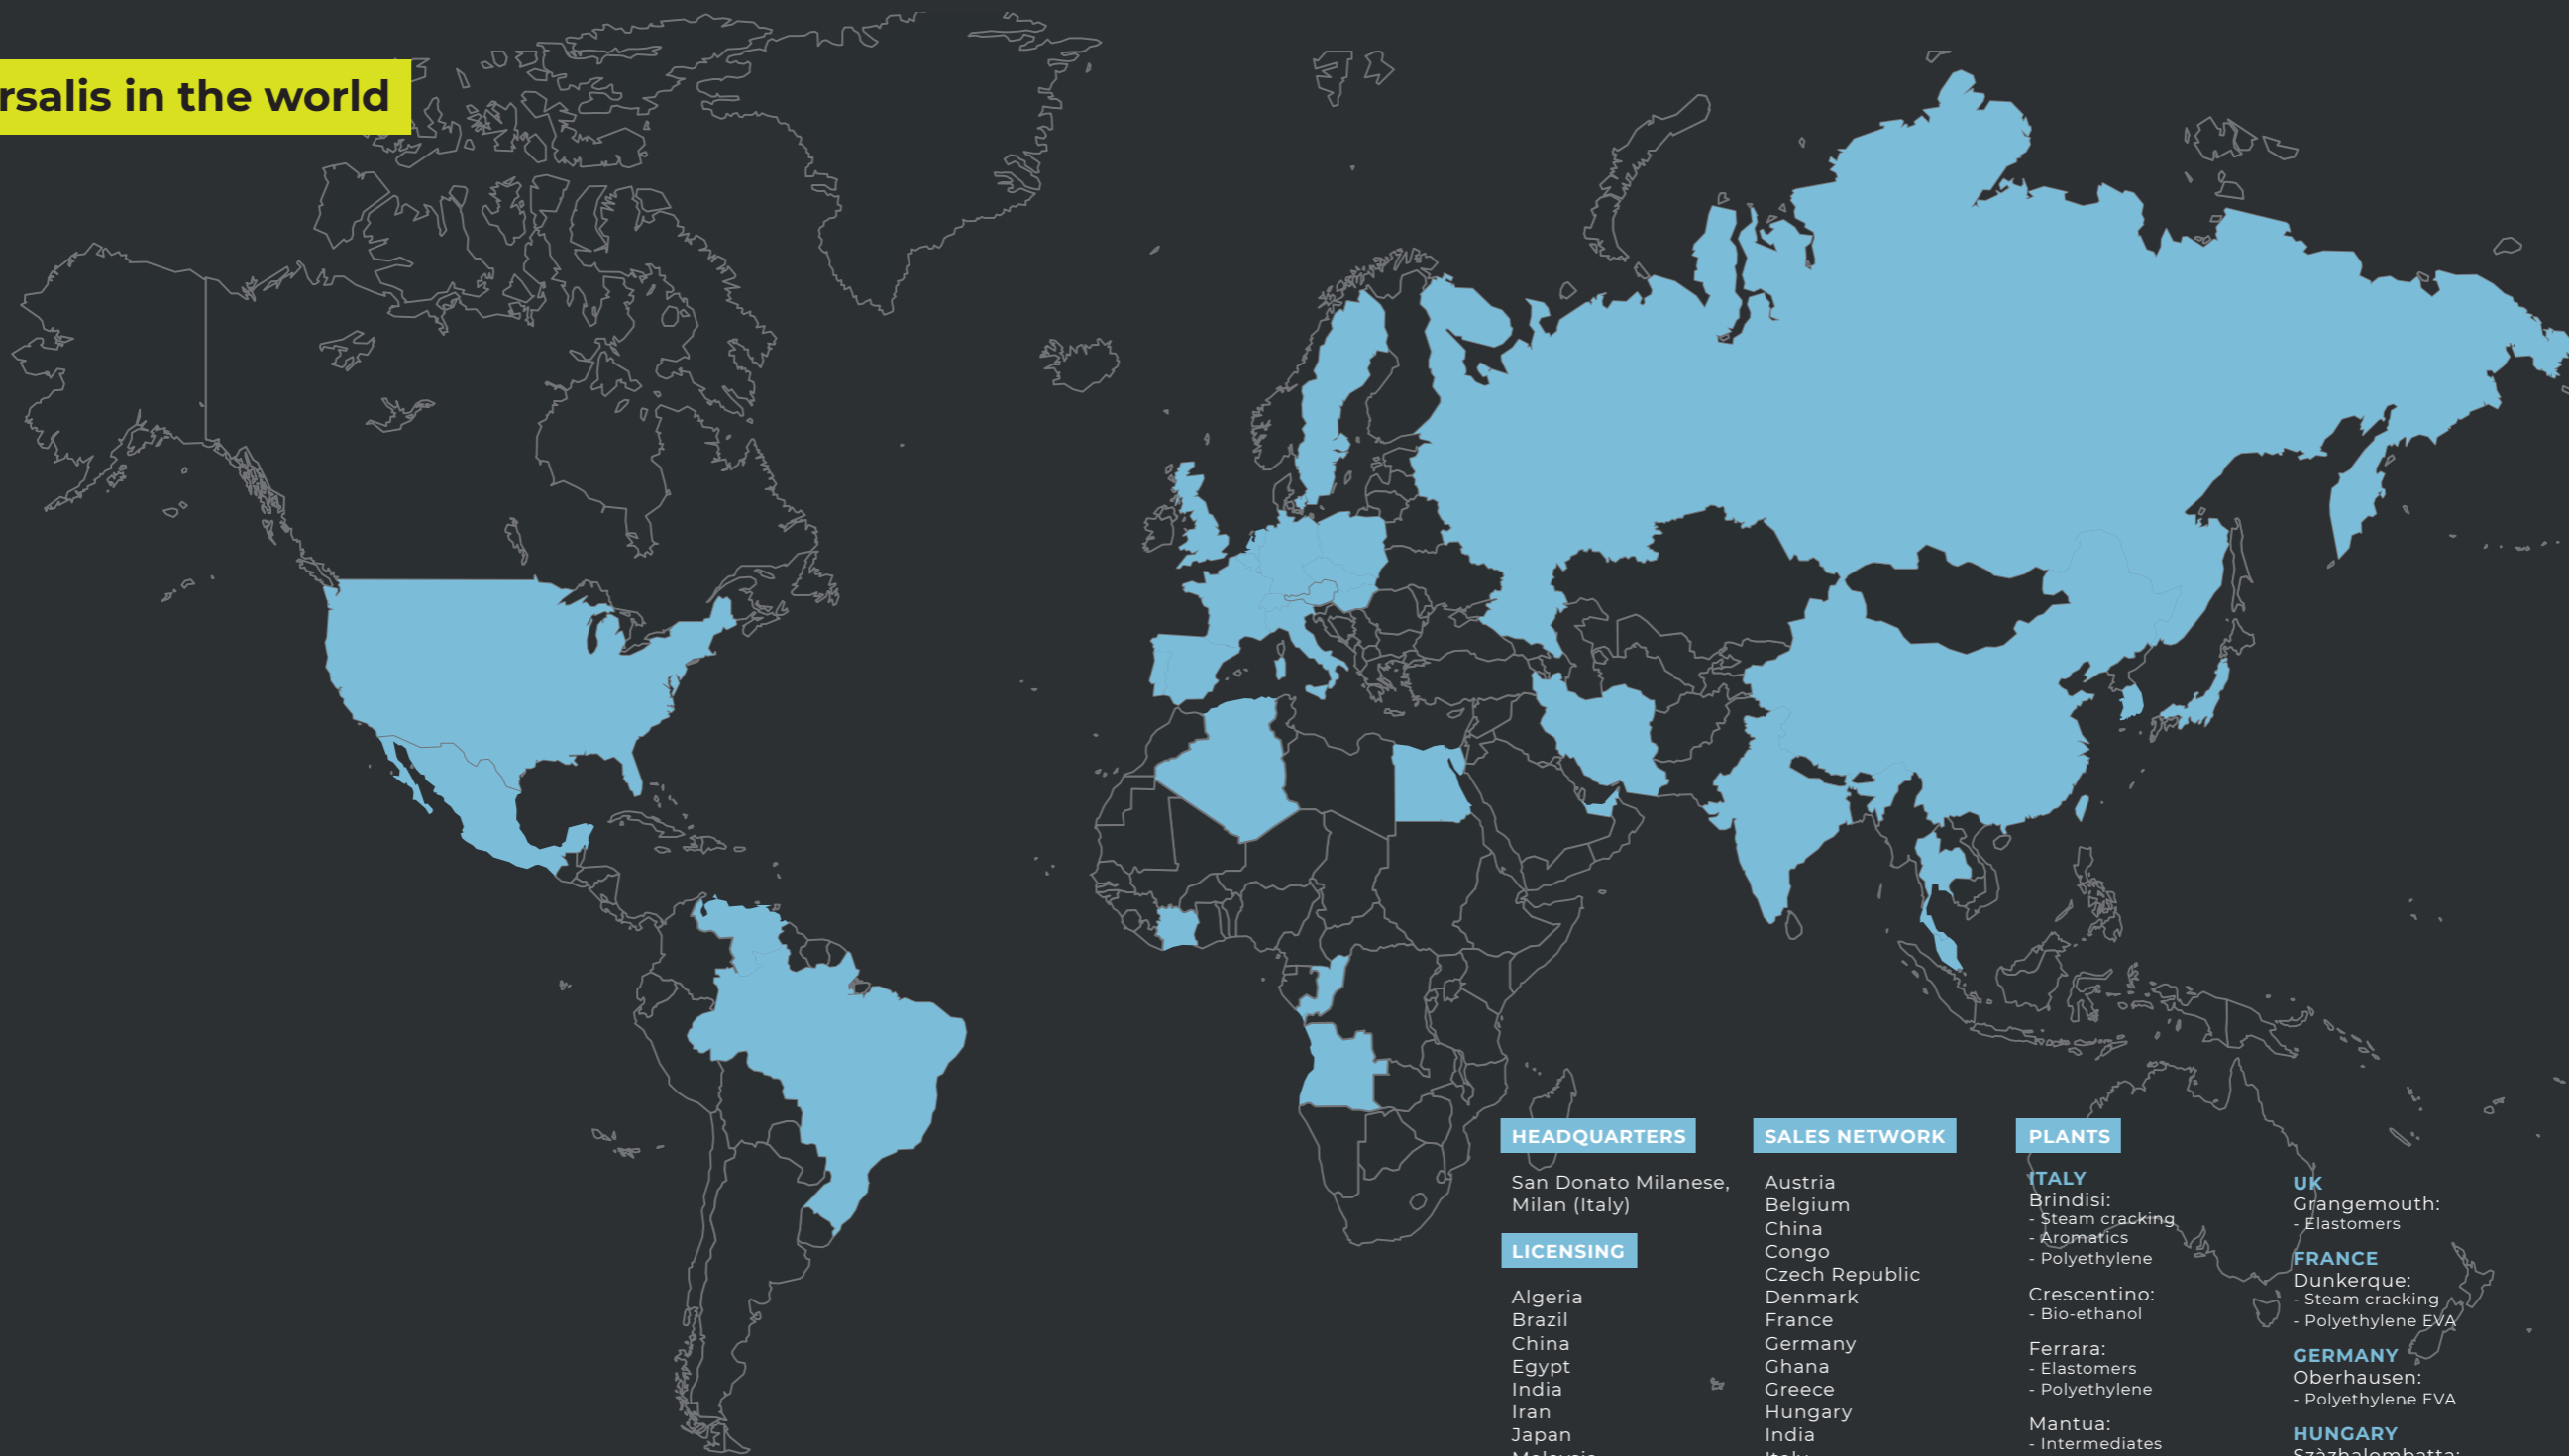 rsalis in the world
HEADQUARTERS
San Donato Milanese,
Milan (Italy)
LICENSING
Algeria
Brazil
China
Egypt
India
Iran
Japan
SALES NETWORK
Austria
Belgium
China
Congo
Czech Republic
Denmark
France
Germany
Ghana
Greece
Hungary
India
PLANTS
ITALY
Brindisi:
- Steam cracking
- Aromatics
- Polyethylene
Crescentino:
- Bio-ethanol
Ferrara:
- Elastomers
- Polyethylene
Mantua:
- Intermediates
UK
Grangemouth:
- Elastomers
FRANCE
Dunkerque:
- Steam cracking
- Polyethylene EVA
GERMANY
Oberhausen:
- Polyethylene EVA
HUNGARY